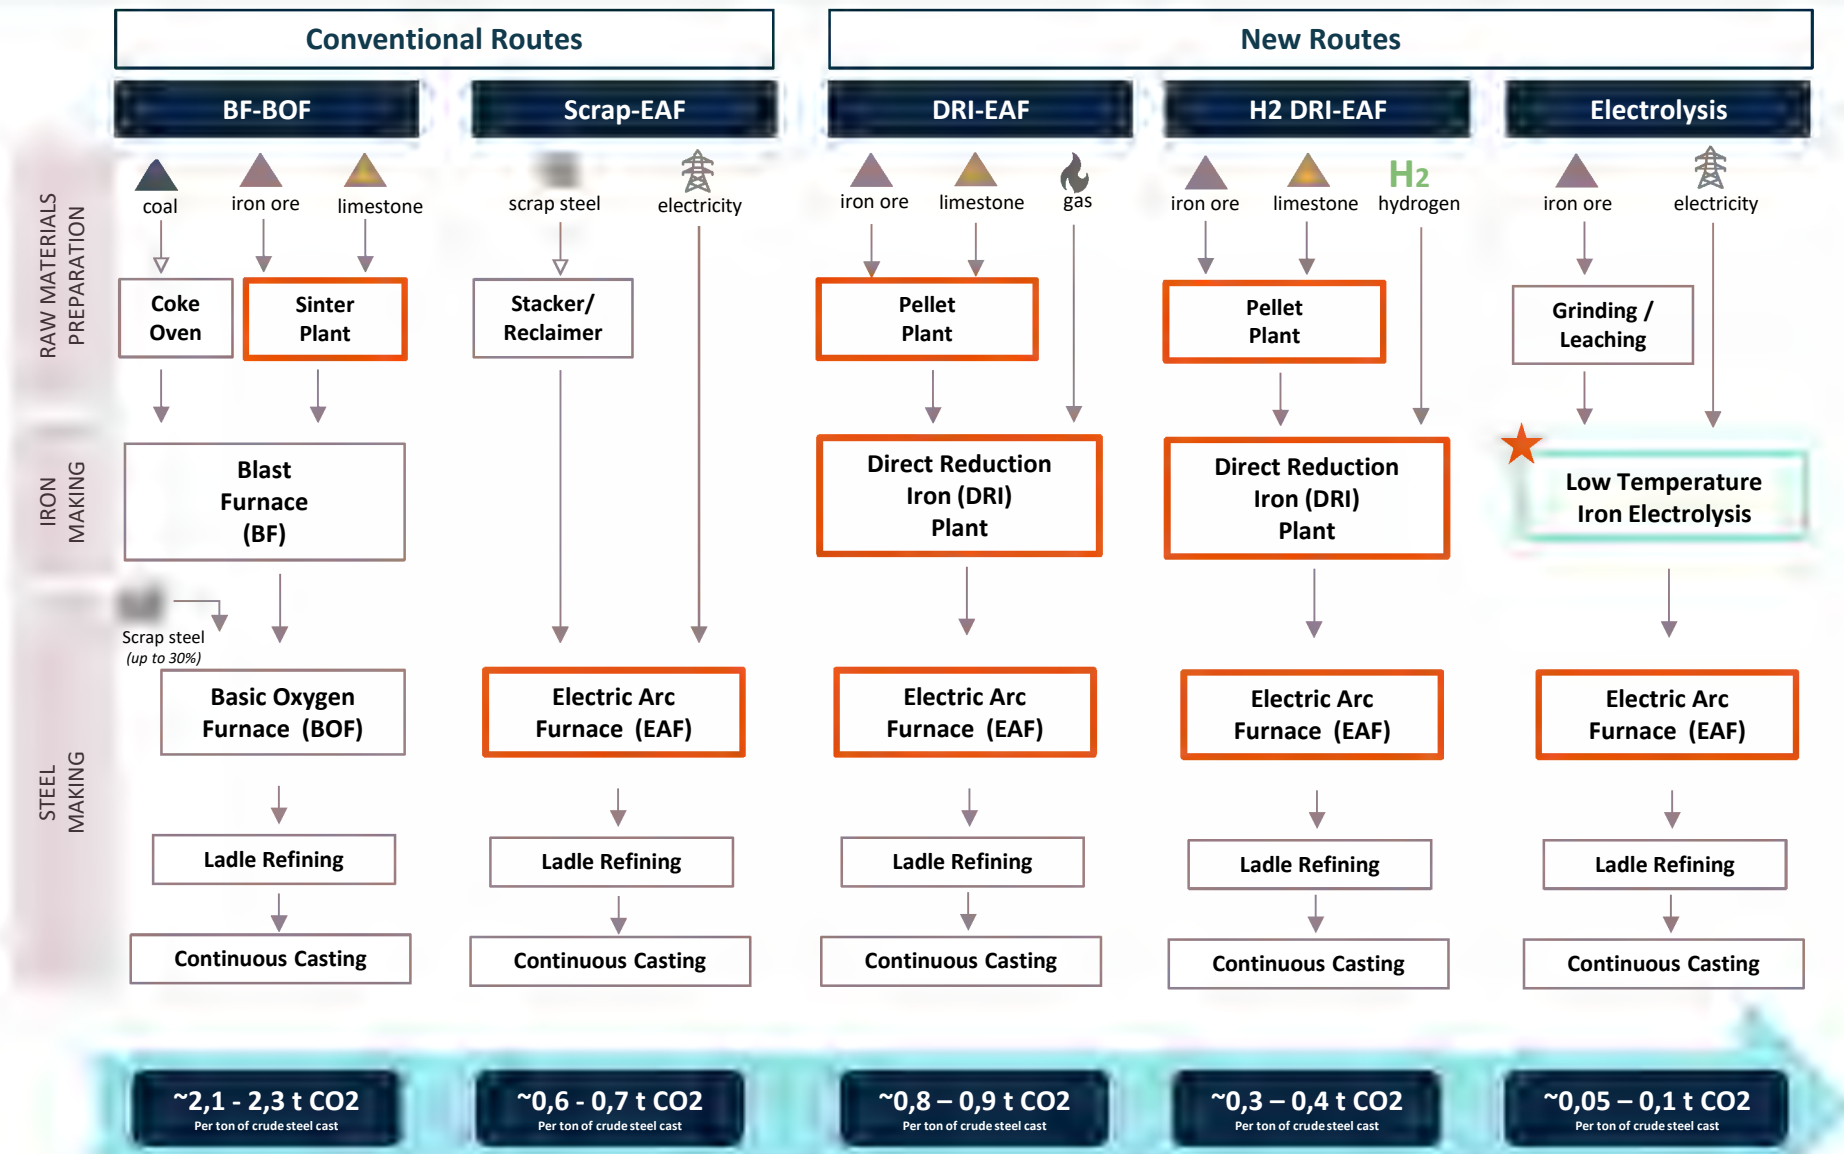 Conventional Routes
New Routes
BF-BOF
Scrap-EAF
DRI-EAF
H2 DRI-EAF
Electrolysis
RAW MATERIALS
PREPARATION
coal
iron ore
limestone
scrap steel
electricity
iron ore
limestone
gas
iron ore
limestone
H2
hydrogen
iron ore
electricity
Coke
Oven
Sinter
Plant
Stacker/
Reclaimer
Pellet
Plant
Pellet
Plant
Grinding /
Leaching
IRON
MAKING
Blast
Furnace
(BF)
Direct Reduction
Iron (DRI)
Plant
Direct Reduction
Iron (DRI)
Plant
Low Temperature
Iron Electrolysis
STEEL
MAKING
Scrap steel
(up to 30%)
Basic Oxygen
Furnace (BOF)
Electric Arc
Furnace (EAF)
Electric Arc
Furnace (EAF)
Electric Arc
Furnace (EAF)
Electric Arc
Furnace (EAF)
Ladle Refining
Ladle Refining
Ladle Refining
Ladle Refining
Ladle Refining
Continuous Casting
Continuous Casting
Continuous Casting
Continuous Casting
Continuous Casting
~2,1 - 2,3 t CO2
Per ton of crude steel cast
~0,6 - 0,7 t CO2
Per ton of crude steel cast
~0,8 – 0,9 t CO2
Per ton of crude steel cast
~0,3 – 0,4 t CO2
Per ton of crude steel cast
~0,05 – 0,1 t CO2
Per ton of crude steel cast